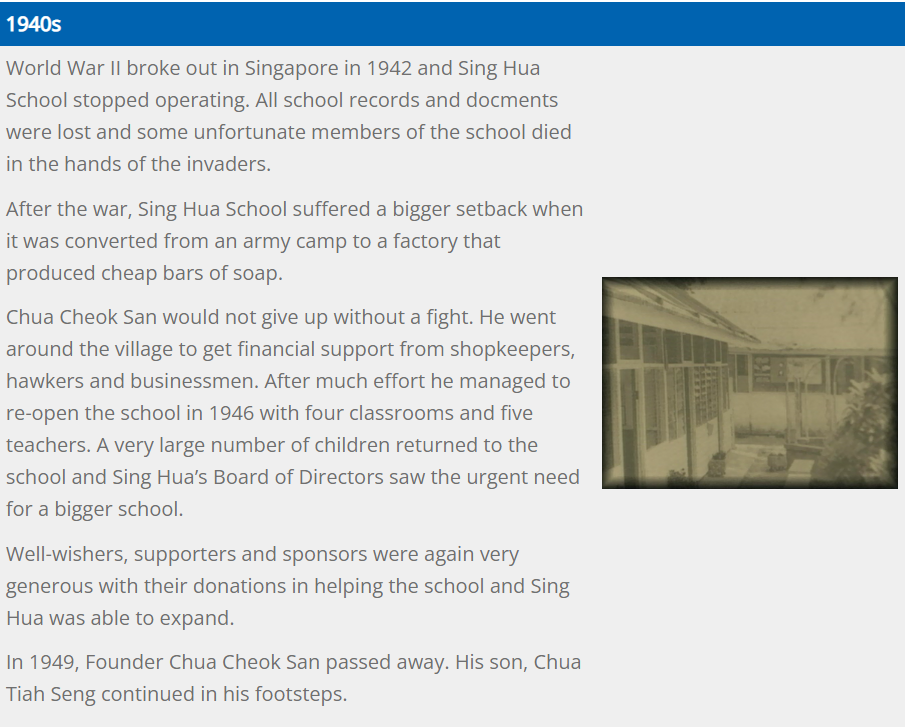 1940s
World War II broke out in Singapore in 1942 and Sing Hua
School stopped operating. All school records and docments
were lost and some unfortunate members of the school died
in the hands of the invaders.
After the war, Sing Hua School suffered a bigger setback when
it was converted from an army camp to a factory that
produced cheap bars of soap.
Chua Cheok San would not give up without a fight. He went
around the village to get financial support from shopkeepers,
hawkers and businessmen. After much effort he managed to
re-open the school in 1946 with four classrooms and five
teachers. A very large number of children returned to the
school and Sing Hua’s Board of Directors saw the urgent need
for a bigger school.
Well-wishers, supporters and sponsors were again very
generous with their donations in helping the school and Sing
Hua was able to expand.
In 1949, Founder Chua Cheok San passed away. His son, Chua
Tiah Seng continued in his footsteps.